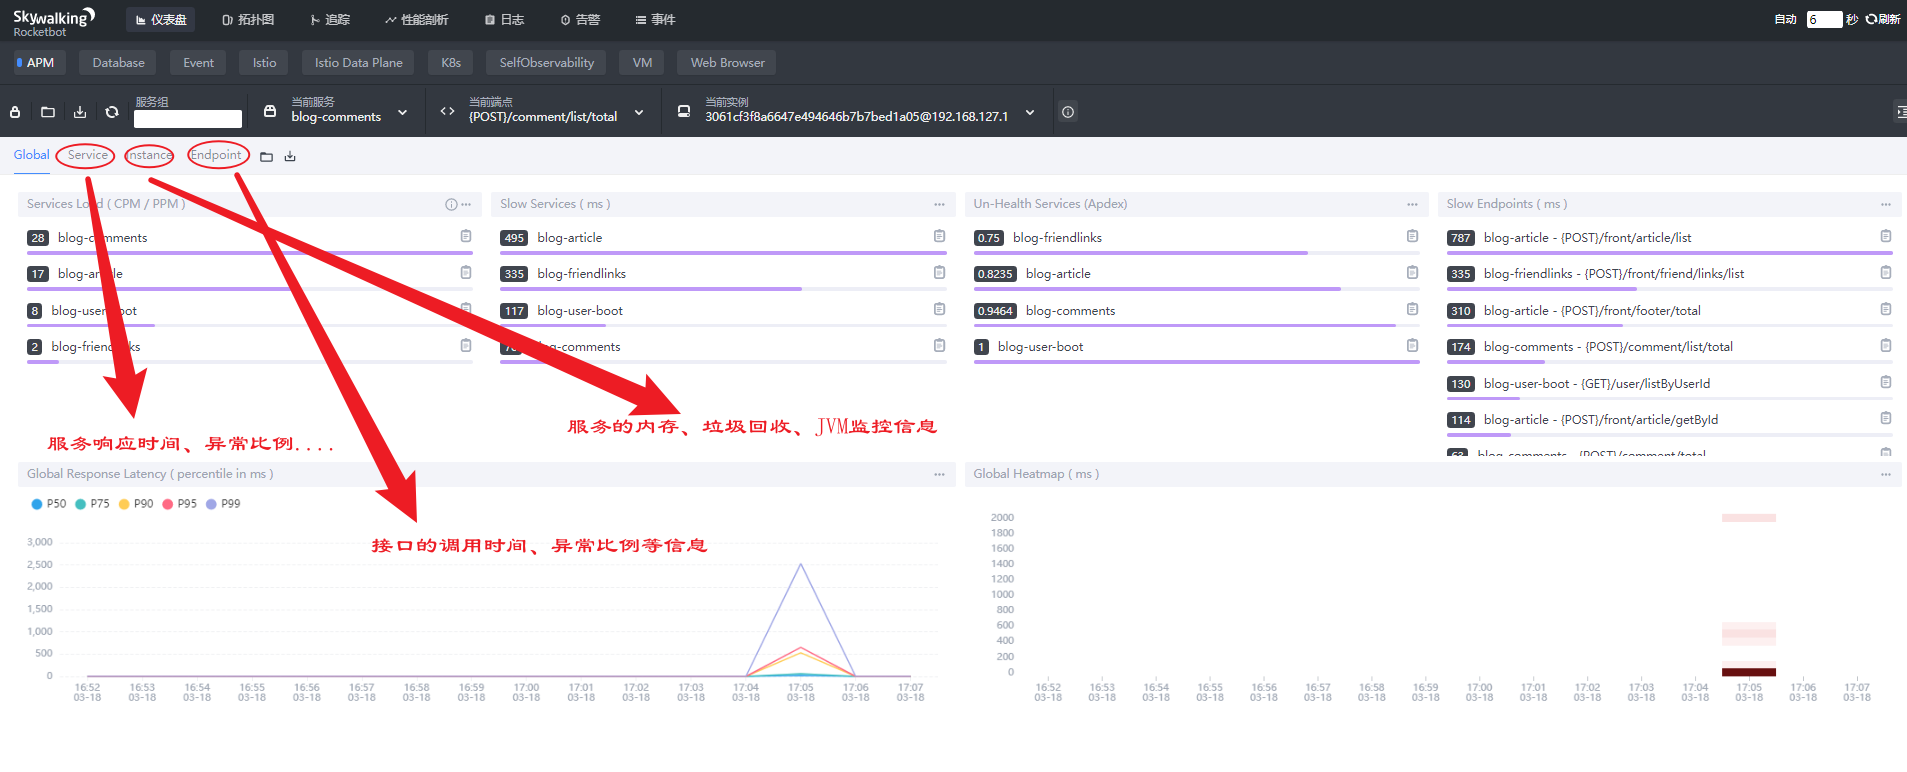 Skywalking
Rocketbot
仪表盘 拓扑图 追踪 性能剖析 日志 告警 事件
自动 6 秒 刷新
APM Database Event Istio Istio Data Plane K8s SelfObservability VM Web Browser
服务组 当前服务 当前端点 当前实例
blog-comments {POST}/comment/list/total 3061cf3f8a6647e494646b7b7bed1a05@192.168.127.1
Global Service Instance Endpoint
Services Load ( CPM / PPM )
28 blog-comments
17 blog-article
8 blog-user-boot
2 blog-friendlinks
Slow Services ( ms )
495 blog-article
335 blog-friendlinks
117 blog-user-boot
blog-comments
Un-Health Services (Apdex)
0.75 blog-friendlinks
0.8235 blog-article
0.9464 blog-comments
1 blog-user-boot
Slow Endpoints ( ms )
787 blog-article - {POST}/front/article/list
335 blog-friendlinks - {POST}/front/friend/links/list
310 blog-article - {POST}/front/footer/total
174 blog-comments - {POST}/comment/list/total
130 blog-user-boot - {GET}/user/listByUserId
114 blog-article - {POST}/front/article/getById
63 blog-comments - {POST}/comment/total
服务响应时间、异常比例....
服务的内存、垃圾回收、JVM监控信息
接口的调用时间、异常比例等信息
Global Response Latency ( percentile in ms )
P50 P75 P90 P95 P99
3,000
2,500
2,000
1,500
1,000
500
0
16:52 16:53 16:54 16:55 16:56 16:57 16:58 16:59 17:00 17:01 17:02 17:03 17:04 17:05 17:06 17:07
03-18 03-18 03-18 03-18 03-18 03-18 03-18 03-18 03-18 03-18 03-18 03-18 03-18 03-18 03-18 03-18
Global Heatmap ( ms )
2000
1800
1600
1400
1200
1000
800
600
400
200
0
16:52 16:53 16:54 16:55 16:56 16:57 16:58 16:59 17:00 17:01 17:02 17:03 17:04 17:05 17:06 17:07
03-18 03-18 03-18 03-18 03-18 03-18 03-18 03-18 03-18 03-18 03-18 03-18 03-18 03-18 03-18 03-18